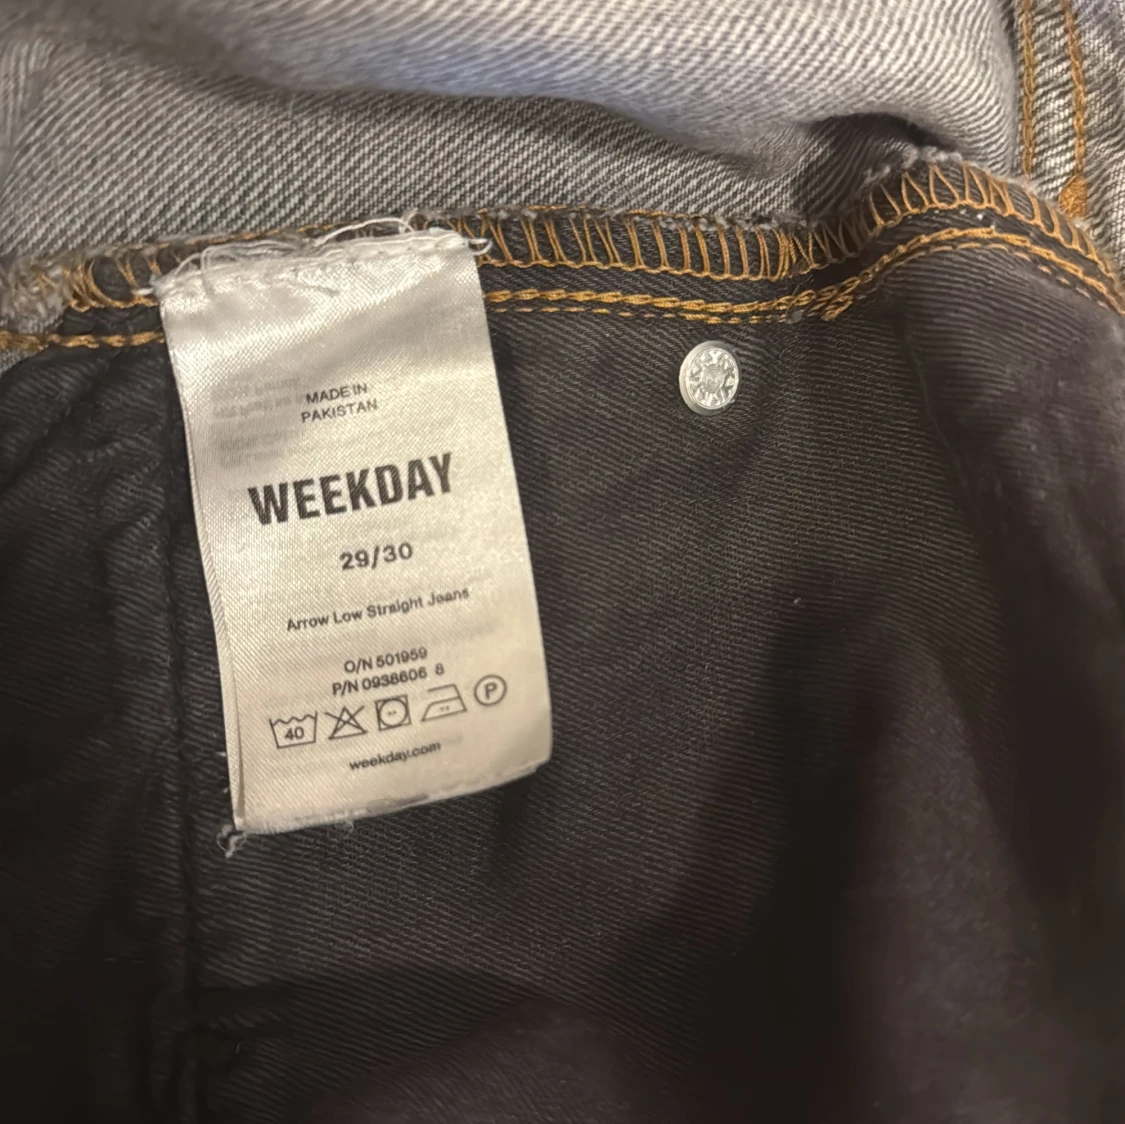 MADE IN
PAKISTAN
WEEKDAY
29/30
Arrow Low Straight Jeans
O/N 501959
P/N 0938606 8
40
P
weekday.com